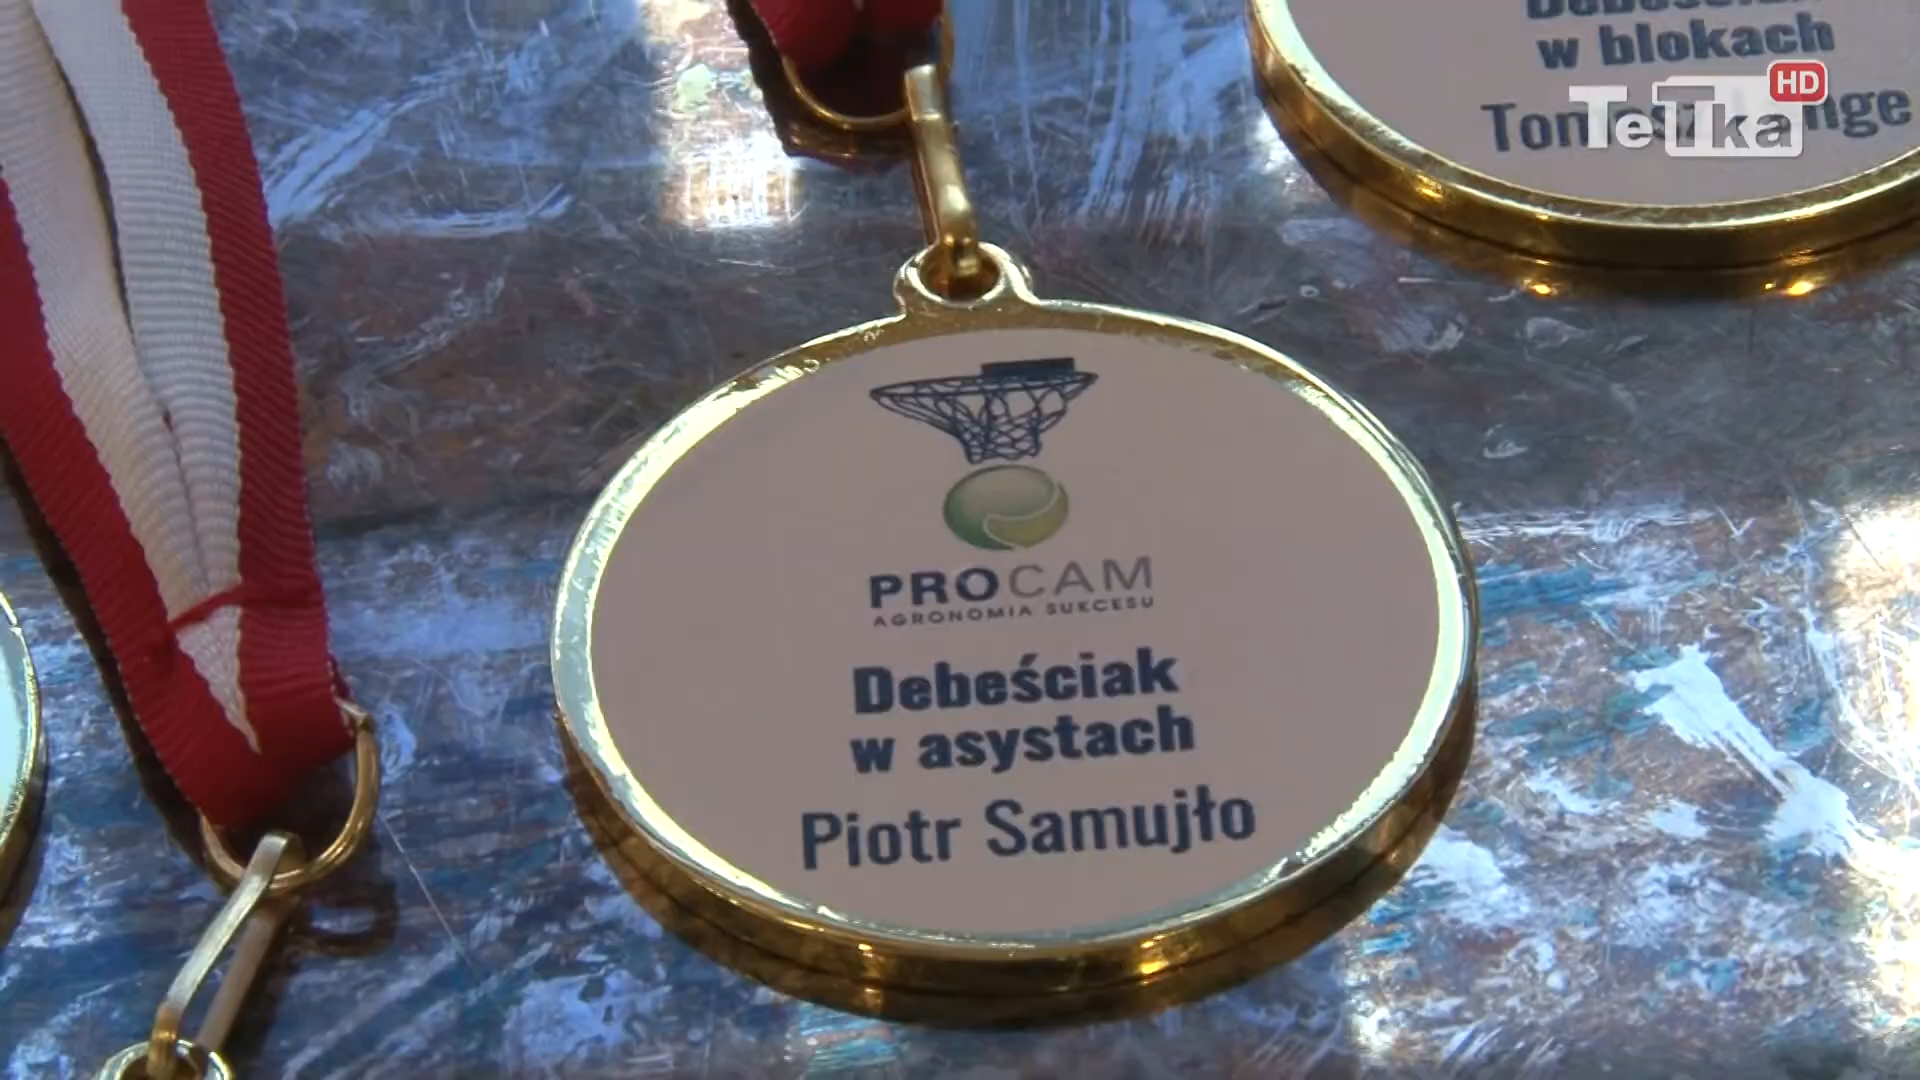 w blokach
TeTka HD
PROCAM
AGRONOMIA SUKCESU
Debeściak
w asystach
Piotr Samujło